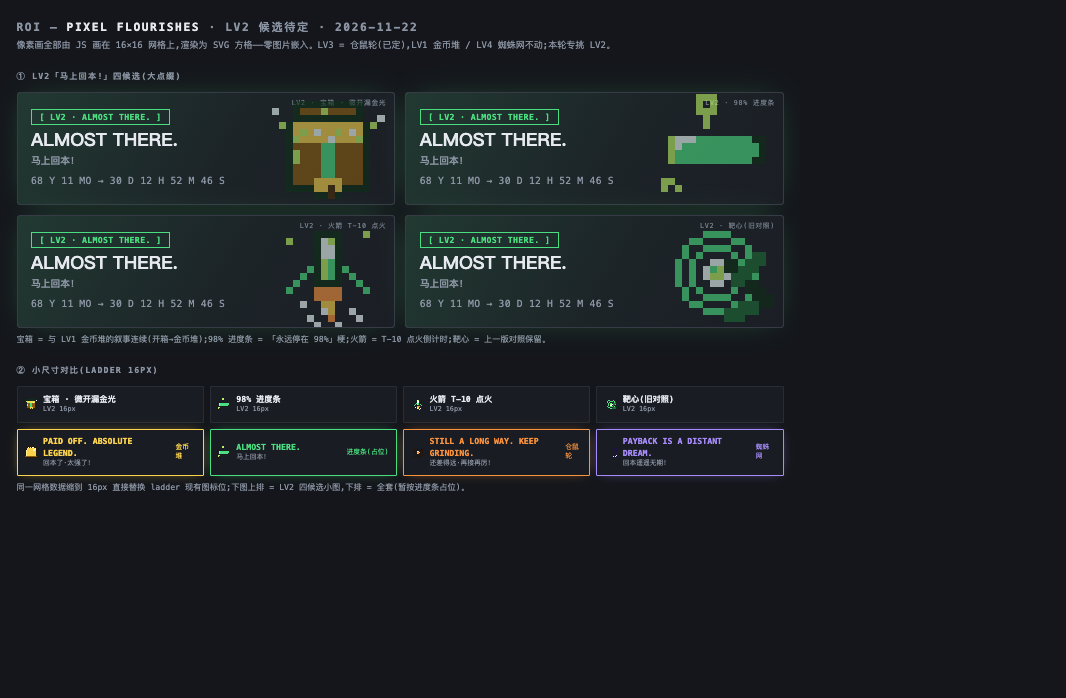 ROI — PIXEL FLOURISHES · LV2 候选待定 · 2026-11-22
像素画全部由 JS 画在 16×16 网格上,渲染为 SVG 方格——零图片嵌入。LV3 = 仓鼠轮(已定),LV1 金币堆 / LV4 蜘蛛网不动;本轮专挑 LV2。
① LV2「马上回本!」四候选(大点缀)
LV2 · 宝箱 · 微开漏金光
[ LV2 · ALMOST THERE. ]
ALMOST THERE.
马上回本!
68 Y 11 MO → 30 D 12 H 52 M 46 S
LV2 · 98% 进度条
[ LV2 · ALMOST THERE. ]
ALMOST THERE.
马上回本!
68 Y 11 MO → 30 D 12 H 52 M 46 S
LV2 · 火箭 T-10 点火
[ LV2 · ALMOST THERE. ]
ALMOST THERE.
马上回本!
68 Y 11 MO → 30 D 12 H 52 M 46 S
LV2 · 靶心(旧对照)
[ LV2 · ALMOST THERE. ]
ALMOST THERE.
马上回本!
68 Y 11 MO → 30 D 12 H 52 M 46 S
宝箱 = 与 LV1 金币堆的叙事连续(开箱→金币堆);98% 进度条 = 「永远停在 98%」梗;火箭 = T-10 点火倒计时;靶心 = 上一版对照保留。
② 小尺寸对比(LADDER 16PX)
宝箱 · 微开漏金光
LV2 16px
98% 进度条
LV2 16px
火箭 T-10 点火
LV2 16px
靶心(旧对照)
LV2 16px
PAID OFF. ABSOLUTE
LEGEND.
回本了·太强了!
金币
堆
ALMOST THERE.
马上回本!
进度条(占位)
STILL A LONG WAY. KEEP
GRINDING.
还差得远·再接再厉!
仓鼠
轮
PAYBACK IS A DISTANT
DREAM.
回本遥遥无期!
蜘蛛
网
同一网格数据缩到 16px 直接替换 ladder 现有图标位;下图上排 = LV2 四候选小图,下排 = 全套(暂按进度条占位)。